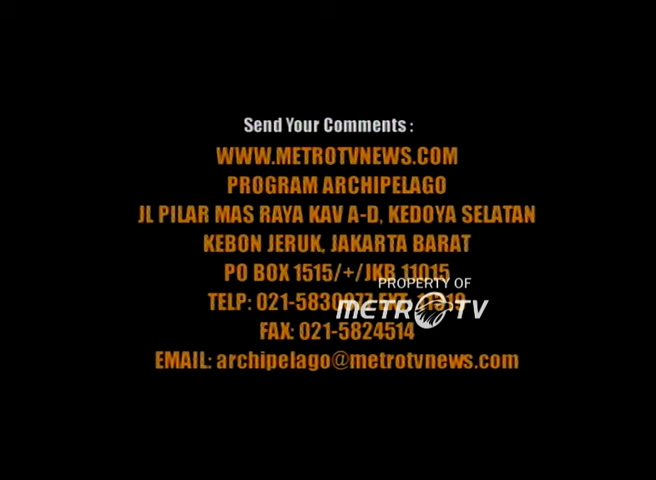 Send Your Comments :
WWW.METROTVNEWS.COM
PROGRAM ARCHIPELAGO
JL PILAR MAS RAYA KAV A-D, KEDOYA SELATAN
KEBON JERUK, JAKARTA BARAT
PO BOX 1515/+/JKB 11015
PROPERTY OF
TELP:
METRO TV
FAX: 021-5824514
EMAIL: archipelago@metrotvnews.com